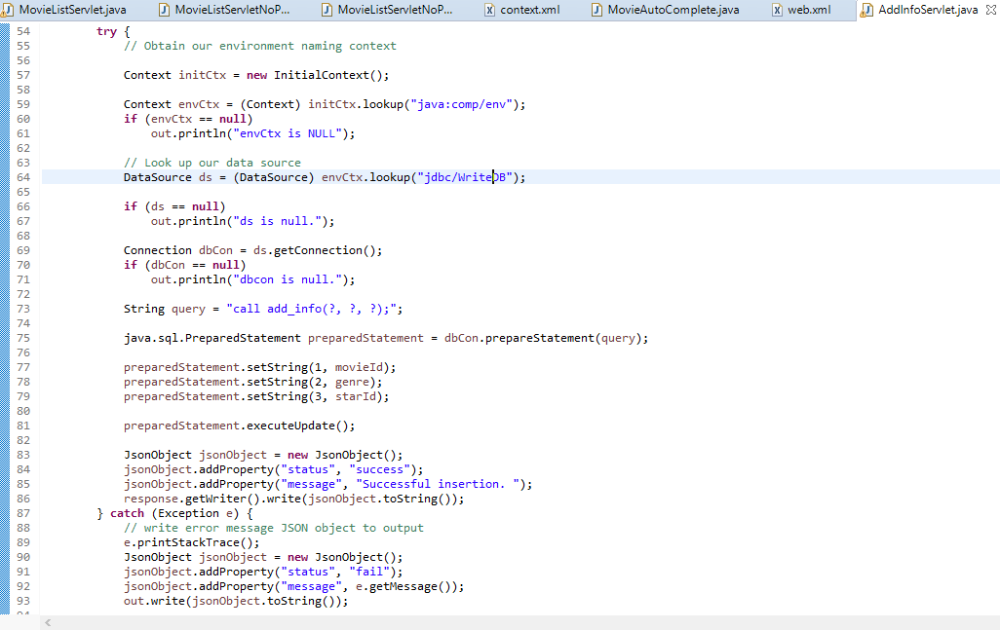 MovieListServlet.java MovieListServletNoP... MovieListServletNoP... context.xml MovieAutoComplete.java web.xml AddInfoServlet.java
54 try {
55 // Obtain our environment naming context
56
57 Context initCtx = new InitialContext();
58
59 Context envCtx = (Context) initCtx.lookup("java:comp/env");
60 if (envCtx == null)
61 out.println("envCtx is NULL");
62
63 // Look up our data source
64 DataSource ds = (DataSource) envCtx.lookup("jdbc/WriteDB");
65
66 if (ds == null)
67 out.println("ds is null.");
68
69 Connection dbCon = ds.getConnection();
70 if (dbCon == null)
71 out.println("dbcon is null.");
72
73 String query = "call add_info(?, ?, ?);";
74
75 java.sql.PreparedStatement preparedStatement = dbCon.prepareStatement(query);
76
77 preparedStatement.setString(1, movieId);
78 preparedStatement.setString(2, genre);
79 preparedStatement.setString(3, starId);
80
81 preparedStatement.executeUpdate();
82
83 JsonObject jsonObject = new JsonObject();
84 jsonObject.addProperty("status", "success");
85 jsonObject.addProperty("message", "Successful insertion. ");
86 response.getWriter().write(jsonObject.toString());
87 } catch (Exception e) {
88 // write error message JSON object to output
89 e.printStackTrace();
90 JsonObject jsonObject = new JsonObject();
91 jsonObject.addProperty("status", "fail");
92 jsonObject.addProperty("message", e.getMessage());
93 out.write(jsonObject.toString());